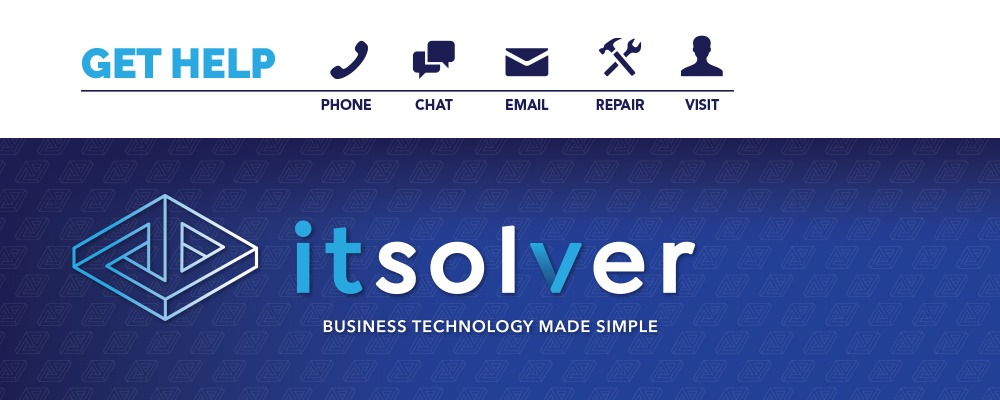 GET HELP
PHONE CHAT EMAIL REPAIR VISIT
itsolver
BUSINESS TECHNOLOGY MADE SIMPLE